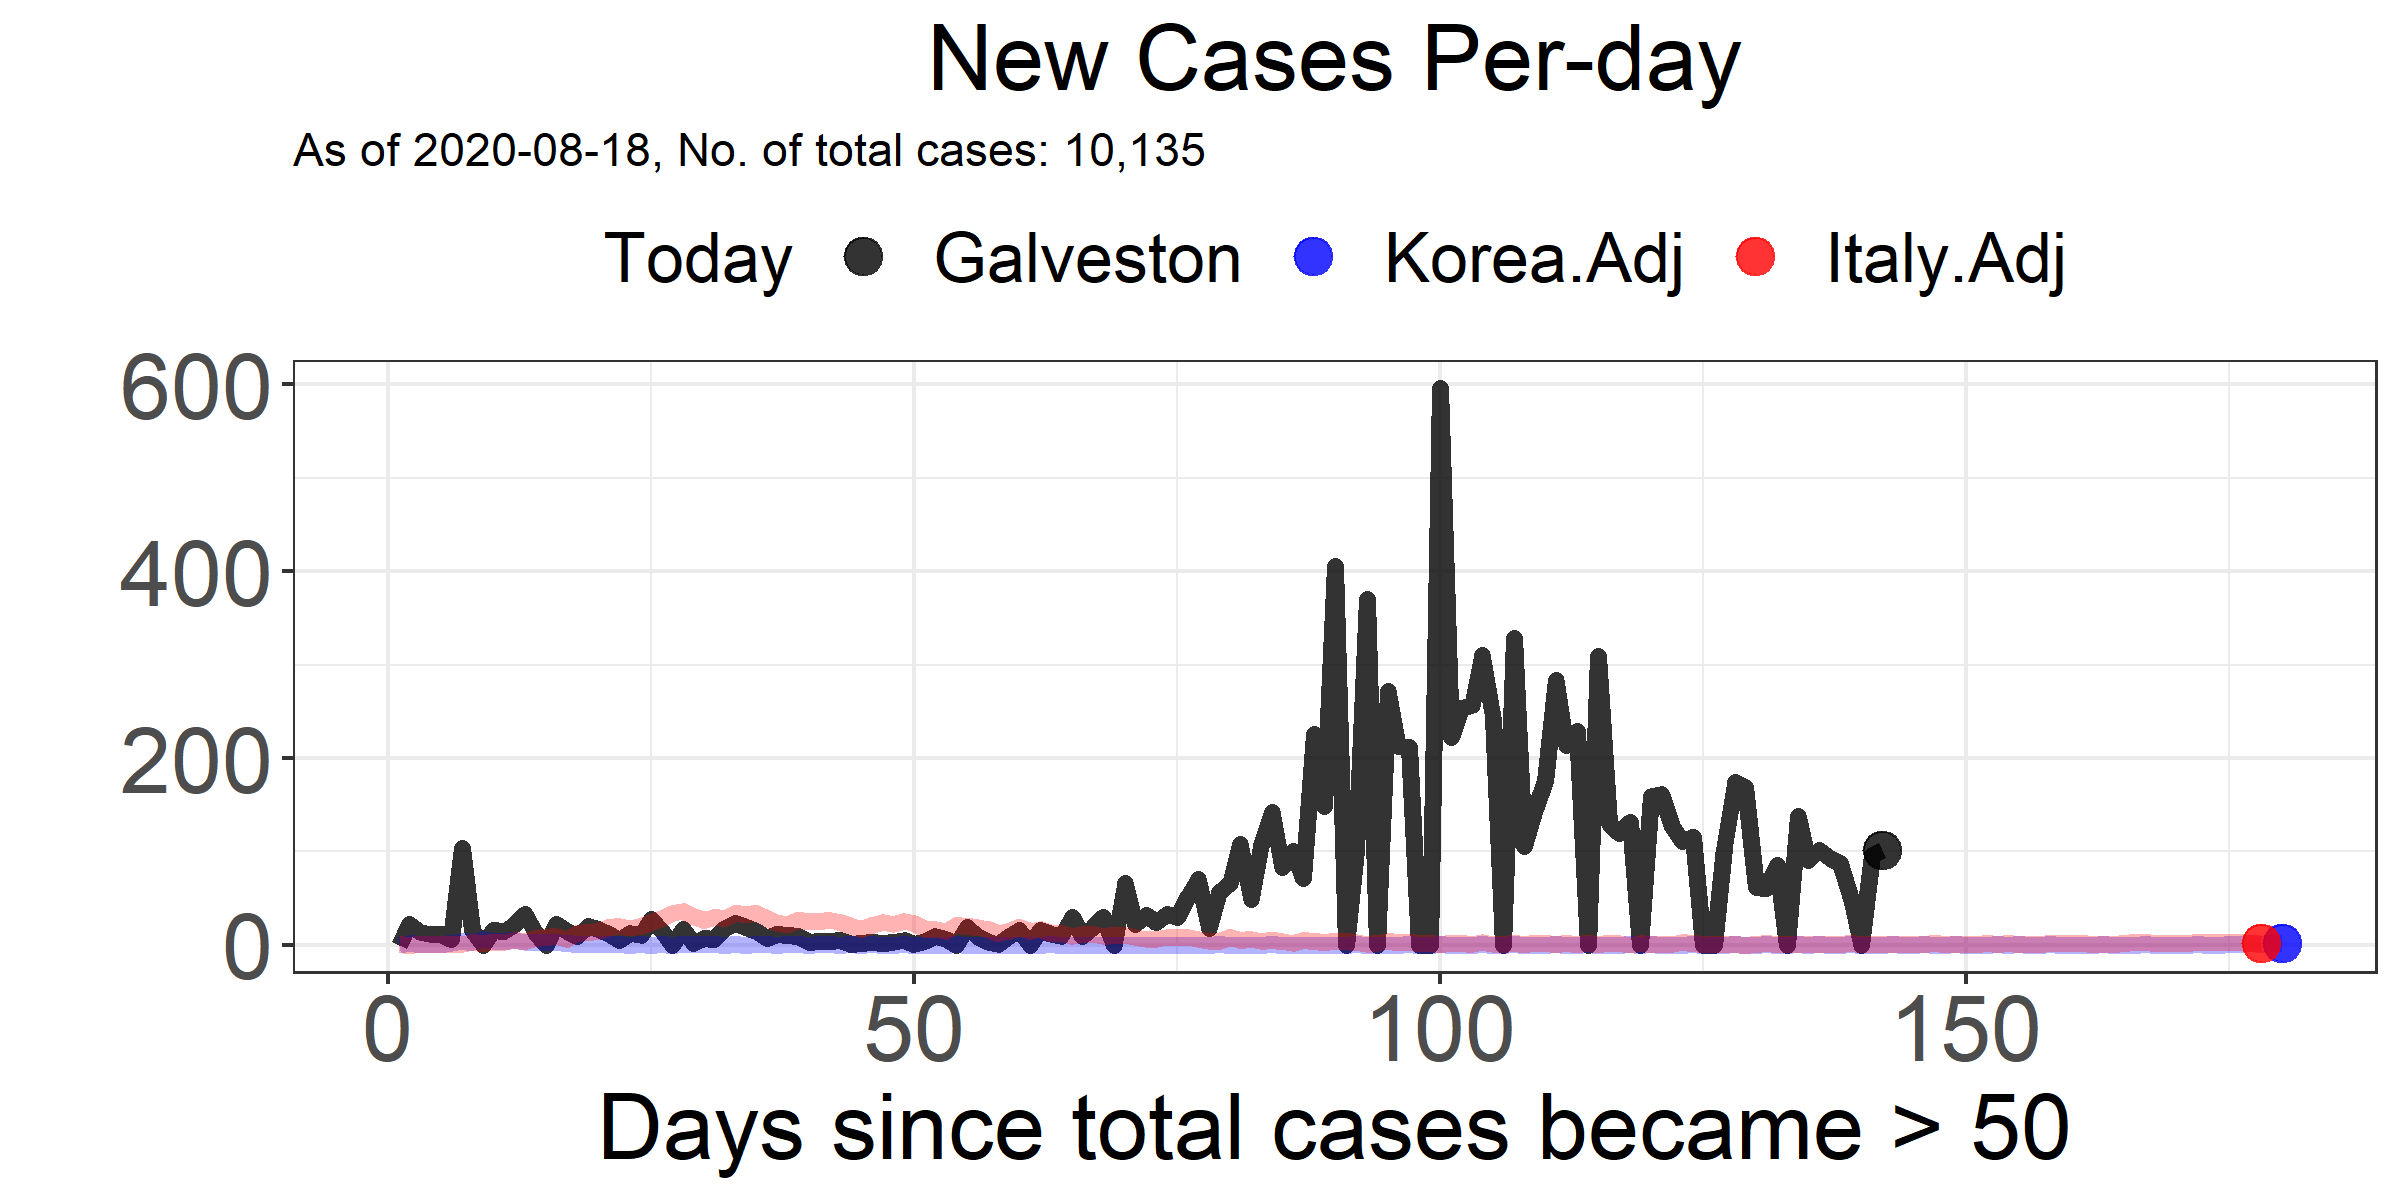 New Cases Per-day
As of 2020-08-18, No. of total cases: 10,135
Today Galveston Korea.Adj Italy.Adj
600
400
200
0
0 50 100 150
Days since total cases became > 50